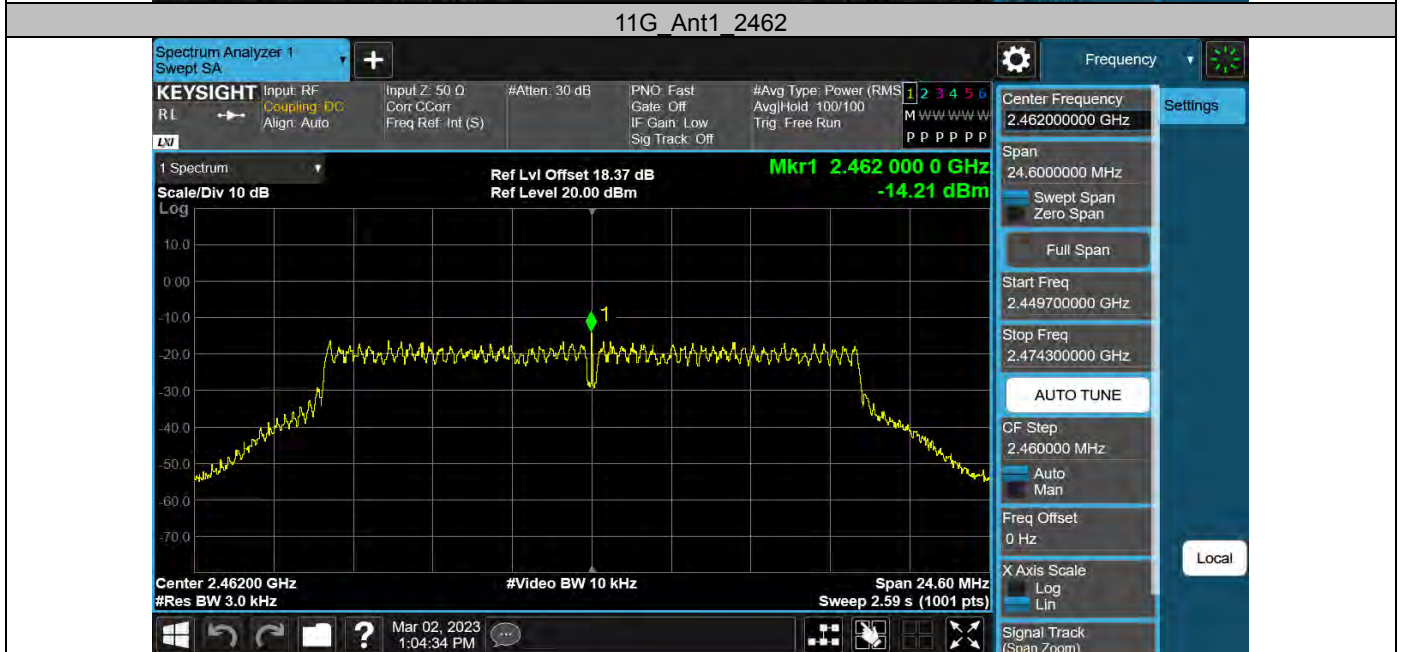 11G_Ant1_2462
Spectrum Analyzer 1
Swept SA
Frequency
KEYSIGHT
RL
LXI
Input: RF
Coupling: DC
Align: Auto
Input Z: 50 Ω
Corr CCorr
Freq Ref: Int (S)
#Atten: 30 dB
PNO: Fast
Gate: Off
IF Gain: Low
Sig Track: Off
#Avg Type: Power (RMS
Avg|Hold: 100/100
Trig: Free Run
1 2 3 4 5 6
M W W W W W
P P P P P P
Center Frequency
2.462000000 GHz
Settings
1 Spectrum
Scale/Div 10 dB
Ref Lvl Offset 18.37 dB
Ref Level 20.00 dBm
Mkr1 2.462 000 0 GHz
-14.21 dBm
Span
24.6000000 MHz
Swept Span
Zero Span
Full Span
Start Freq
2.449700000 GHz
Stop Freq
2.474300000 GHz
AUTO TUNE
CF Step
2.460000 MHz
Auto
Man
Freq Offset
0 Hz
X Axis Scale
Log
Lin
Signal Track
(Span Zoom)
Local
Log
10.0
0.00
-10.0
-20.0
-30.0
-40.0
-50.0
-60.0
-70.0
1
Center 2.46200 GHz
#Res BW 3.0 kHz
#Video BW 10 kHz
Span 24.60 MHz
Sweep 2.59 s (1001 pts)
?
Mar 02, 2023
1:04:34 PM